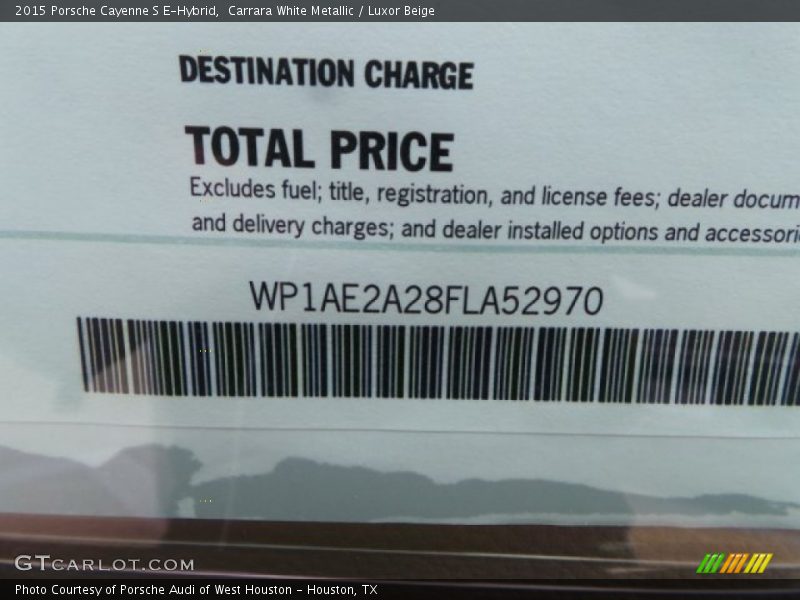 2015 Porsche Cayenne S E-Hybrid,  Carrara White Metallic / Luxor Beige
DESTINATION CHARGE
TOTAL PRICE
Excludes fuel; title, registration, and license fees; dealer docum
and delivery charges; and dealer installed options and accessori
WP1AE2A28FLA52970
GTCARLOT.COM
Photo Courtesy of Porsche Audi of West Houston - Houston, TX